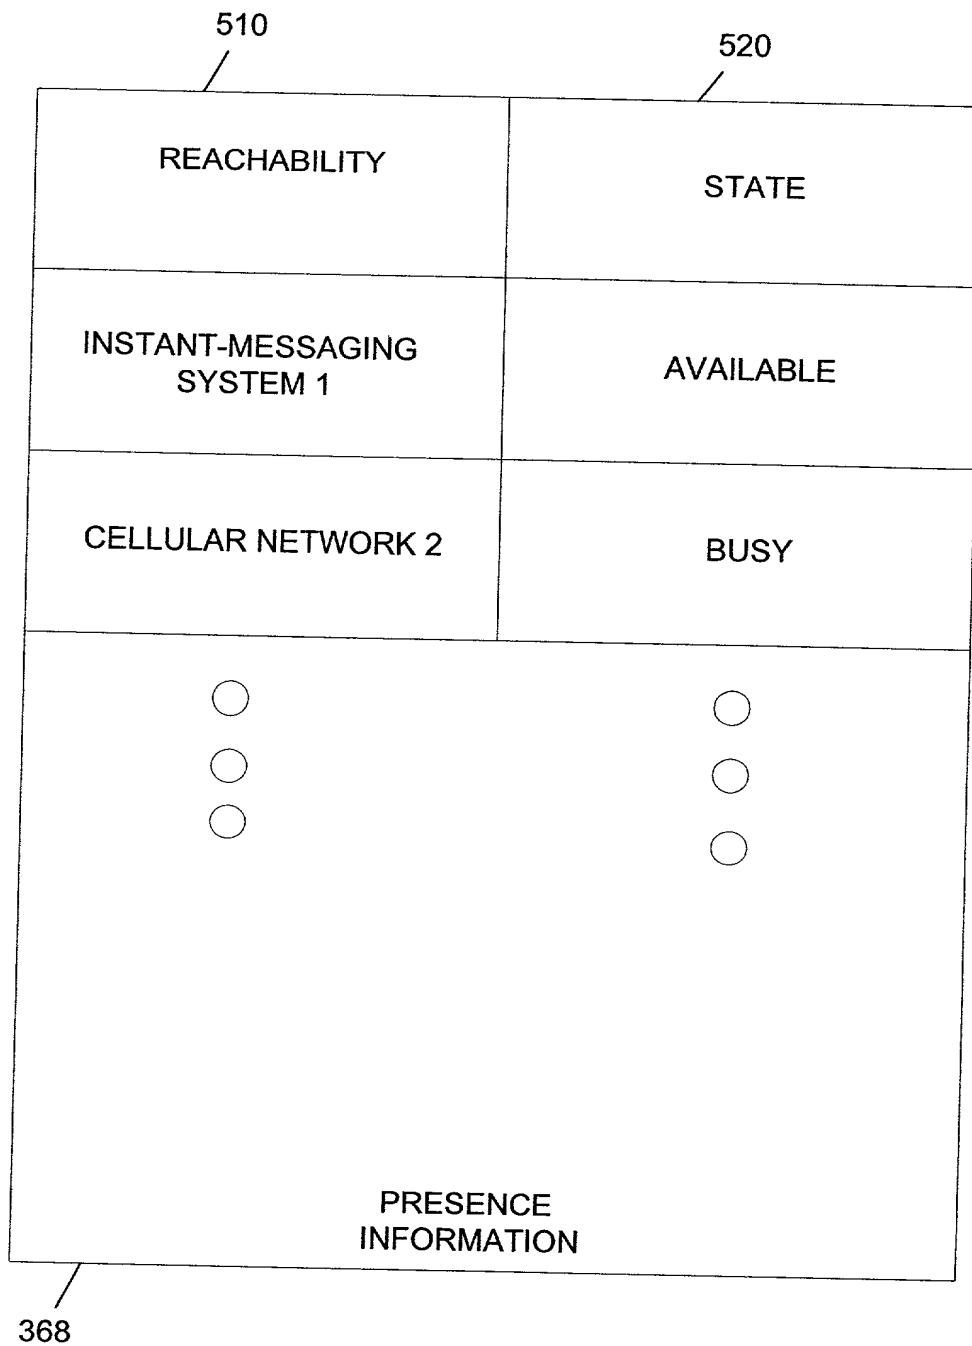 510
520
REACHABILITY
STATE
INSTANT-MESSAGING
SYSTEM 1
AVAILABLE
CELLULAR NETWORK 2
BUSY
PRESENCE
INFORMATION
368